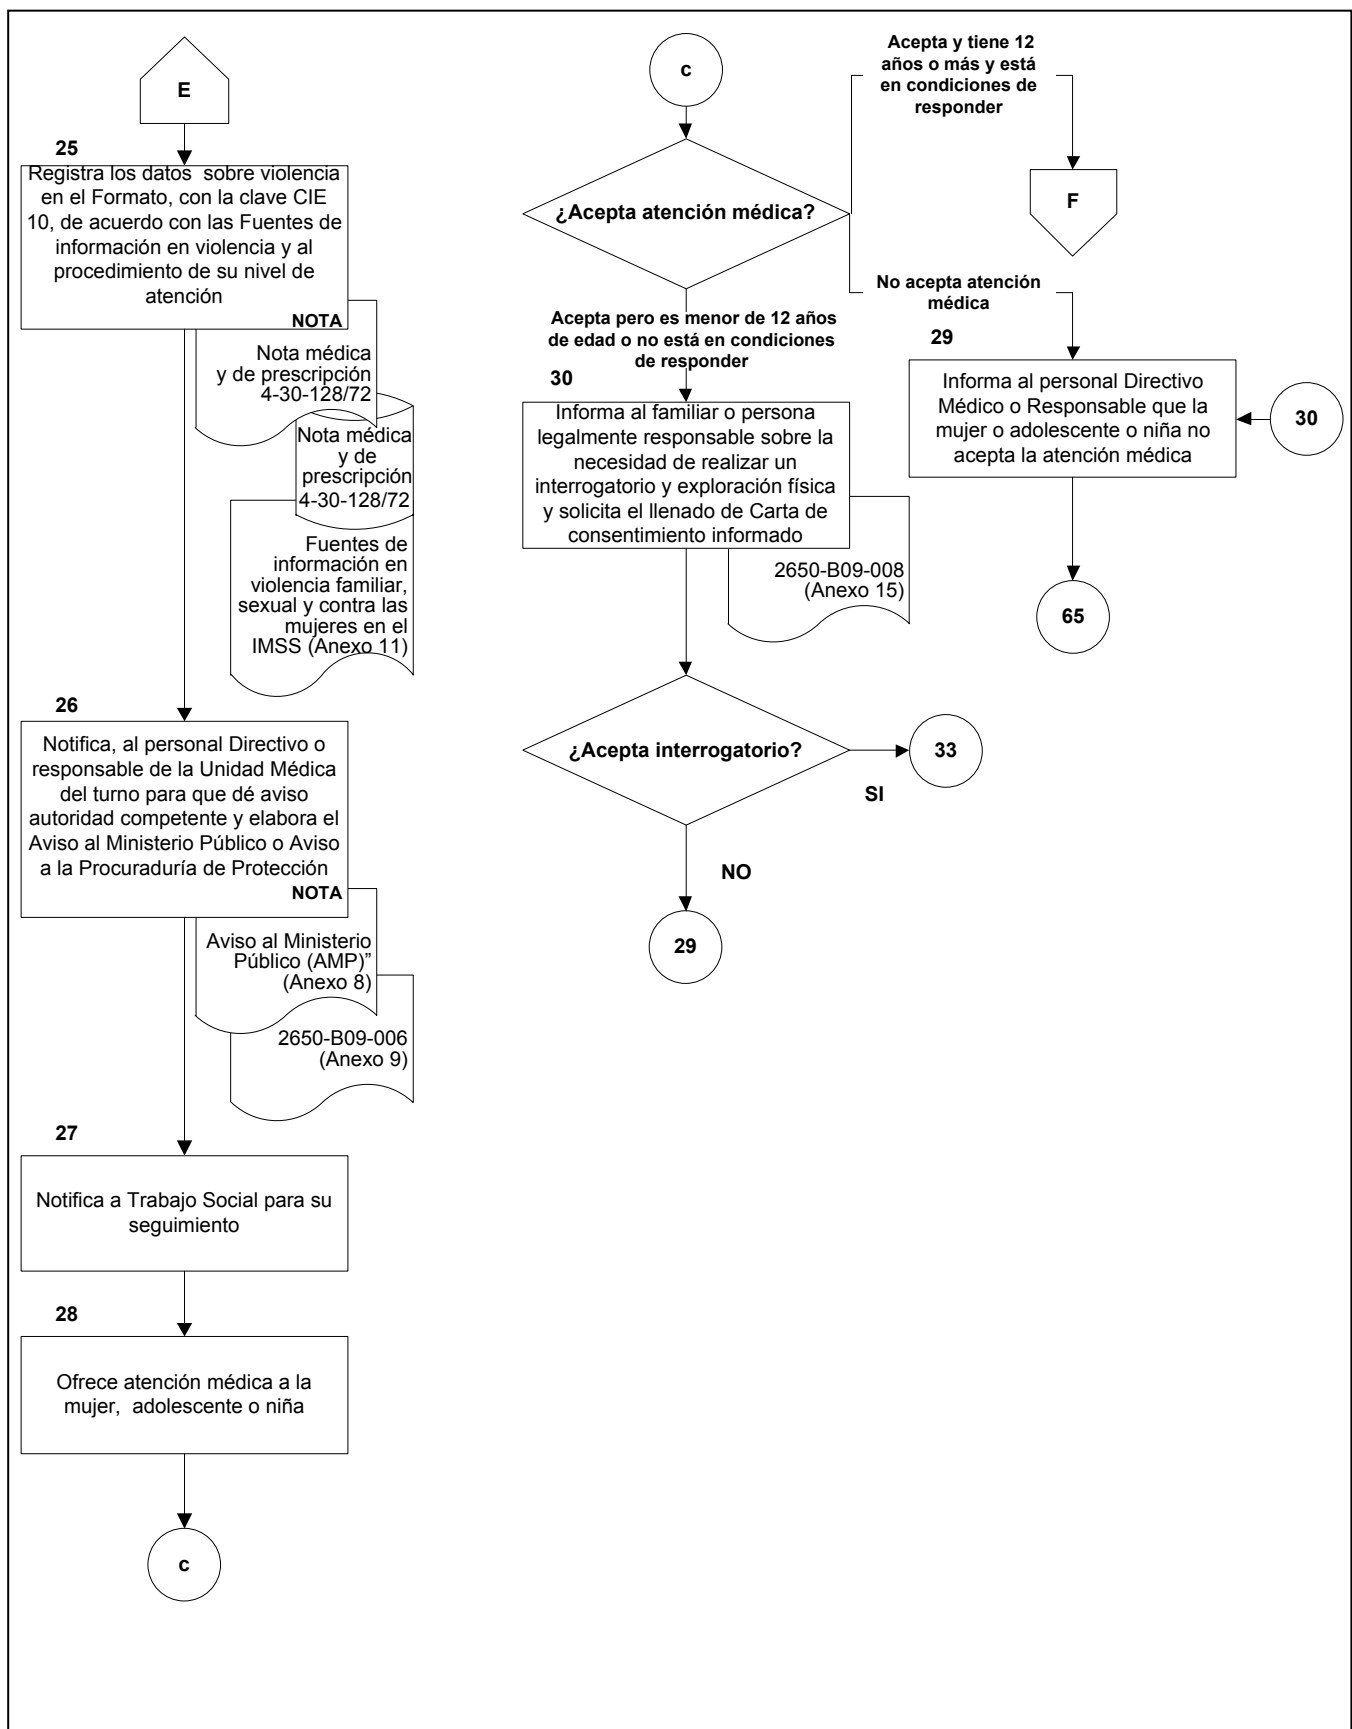 E
25
Registra los datos  sobre violencia
en el Formato, con la clave CIE
10, de acuerdo con las Fuentes de
información en violencia y al
procedimiento de su nivel de
atención
NOTA
Nota médica
y de prescripción
4-30-128/72
Nota médica
y de
prescripción
4-30-128/72
Fuentes de
información en
violencia familiar,
sexual y contra las
mujeres en el
IMSS (Anexo 11)
26
Notifica, al personal Directivo o
responsable de la Unidad Médica
del turno para que dé aviso
autoridad competente y elabora el
Aviso al Ministerio Público o Aviso
a la Procuraduría de Protección
NOTA
Aviso al Ministerio
Público (AMP)”
(Anexo 8)
2650-B09-006
(Anexo 9)
27
Notifica a Trabajo Social para su
seguimiento
28
Ofrece atención médica a la
mujer,  adolescente o niña
c
c
¿Acepta atención médica?
Acepta y tiene 12
años o más y está
en condiciones de
responder
F
No acepta atención
médica
29
Informa al personal Directivo
Médico o Responsable que la
mujer o adolescente o niña no
acepta la atención médica
30
65
Acepta pero es menor de 12 años
de edad o no está en condiciones
de responder
30
Informa al familiar o persona
legalmente responsable sobre la
necesidad de realizar un
interrogatorio y exploración física
y solicita el llenado de Carta de
consentimiento informado
2650-B09-008
(Anexo 15)
¿Acepta interrogatorio?
33
SI
NO
29